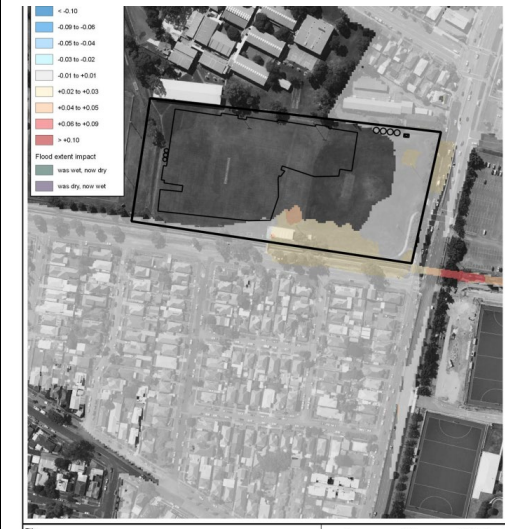 < -0.10
-0.09 to -0.06
-0.05 to -0.04
-0.03 to -0.02
-0.01 to +0.01
+0.02 to +0.03
+0.04 to +0.05
+0.06 to +0.09
> +0.10
Flood extent impact
was wet, now dry
was dry, now wet